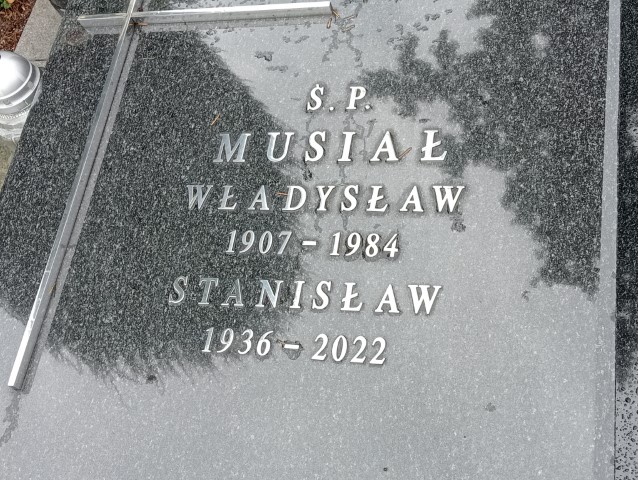 Ś. P.
MUSIAŁ
WŁADYSŁAW
1907 – 1984
STANISŁAW
1936 – 2022